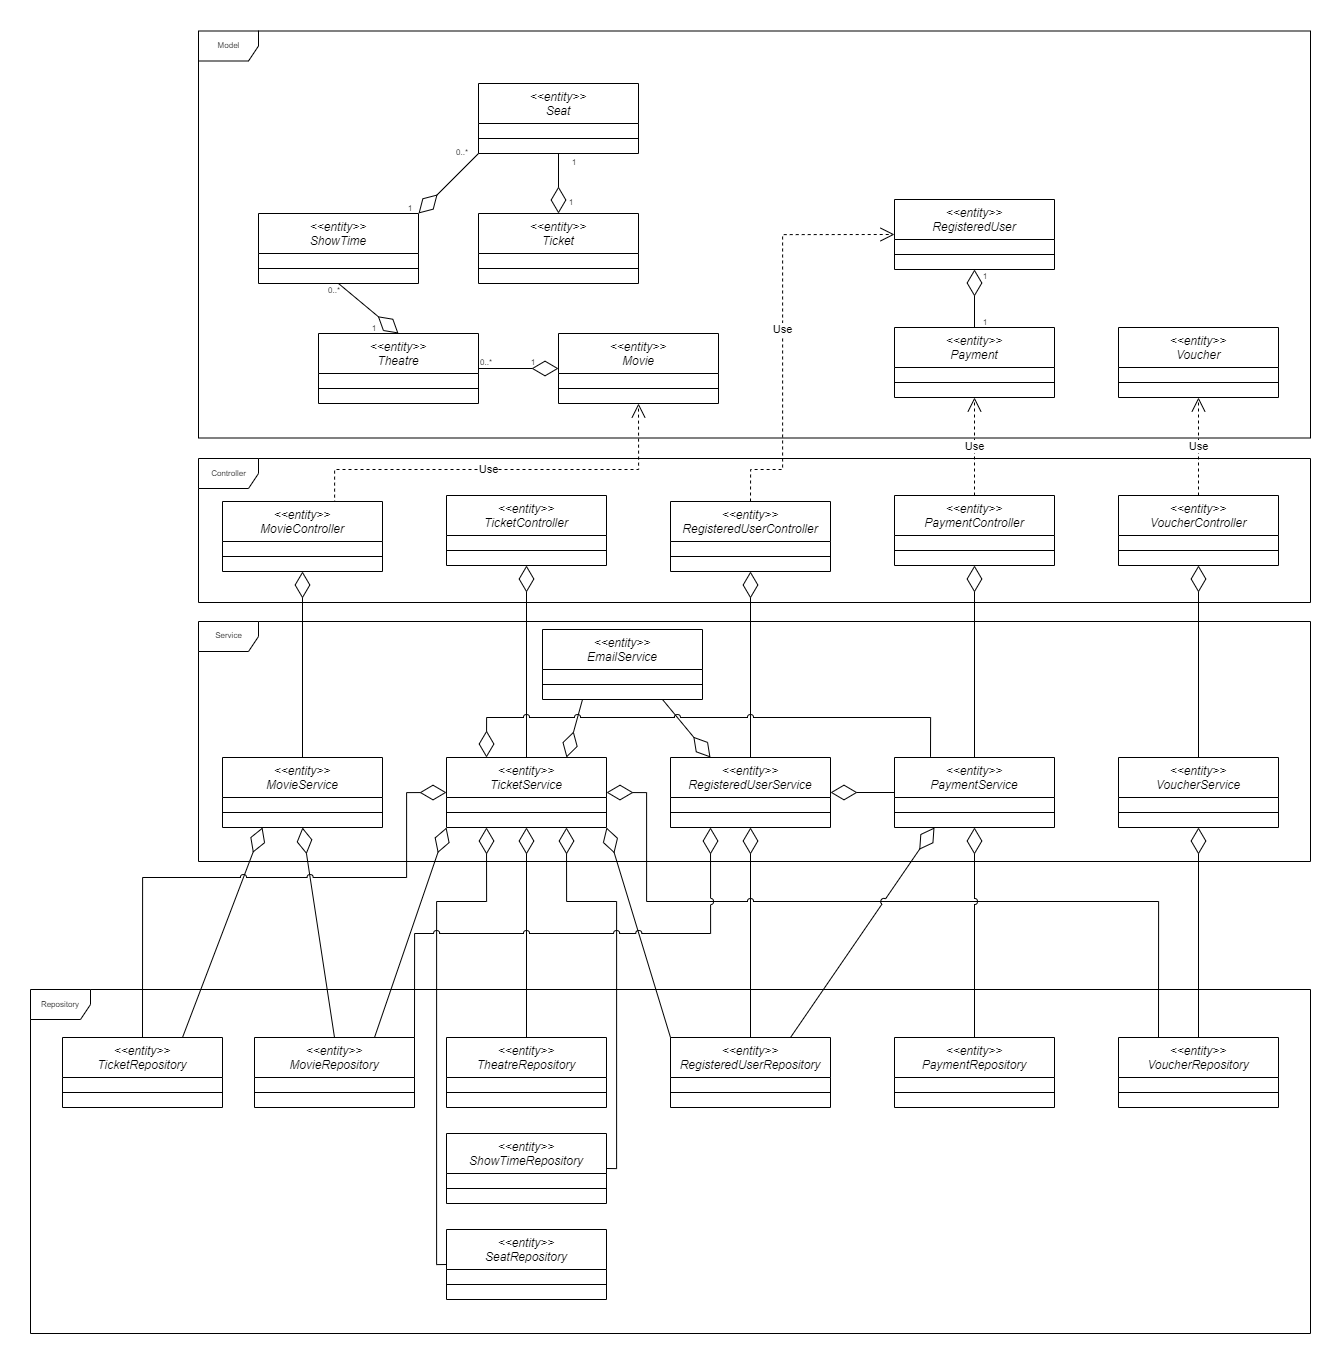 Model
<<entity>>
Seat
0..*
1
1
1
<<entity>>
ShowTime
<<entity>>
Ticket
<<entity>>
RegisteredUser
1
0..*
1
1
Use
<<entity>>
Theatre
0..*
1
<<entity>>
Movie
<<entity>>
Payment
<<entity>>
Voucher
Use
Use
Controller
Use
<<entity>>
MovieController
<<entity>>
TicketController
<<entity>>
RegisteredUserController
<<entity>>
PaymentController
<<entity>>
VoucherController
Service
<<entity>>
EmailService
<<entity>>
MovieService
<<entity>>
TicketService
<<entity>>
RegisteredUserService
<<entity>>
PaymentService
<<entity>>
VoucherService
Repository
<<entity>>
TicketRepository
<<entity>>
MovieRepository
<<entity>>
TheatreRepository
<<entity>>
RegisteredUserRepository
<<entity>>
PaymentRepository
<<entity>>
VoucherRepository
<<entity>>
ShowTimeRepository
<<entity>>
SeatRepository